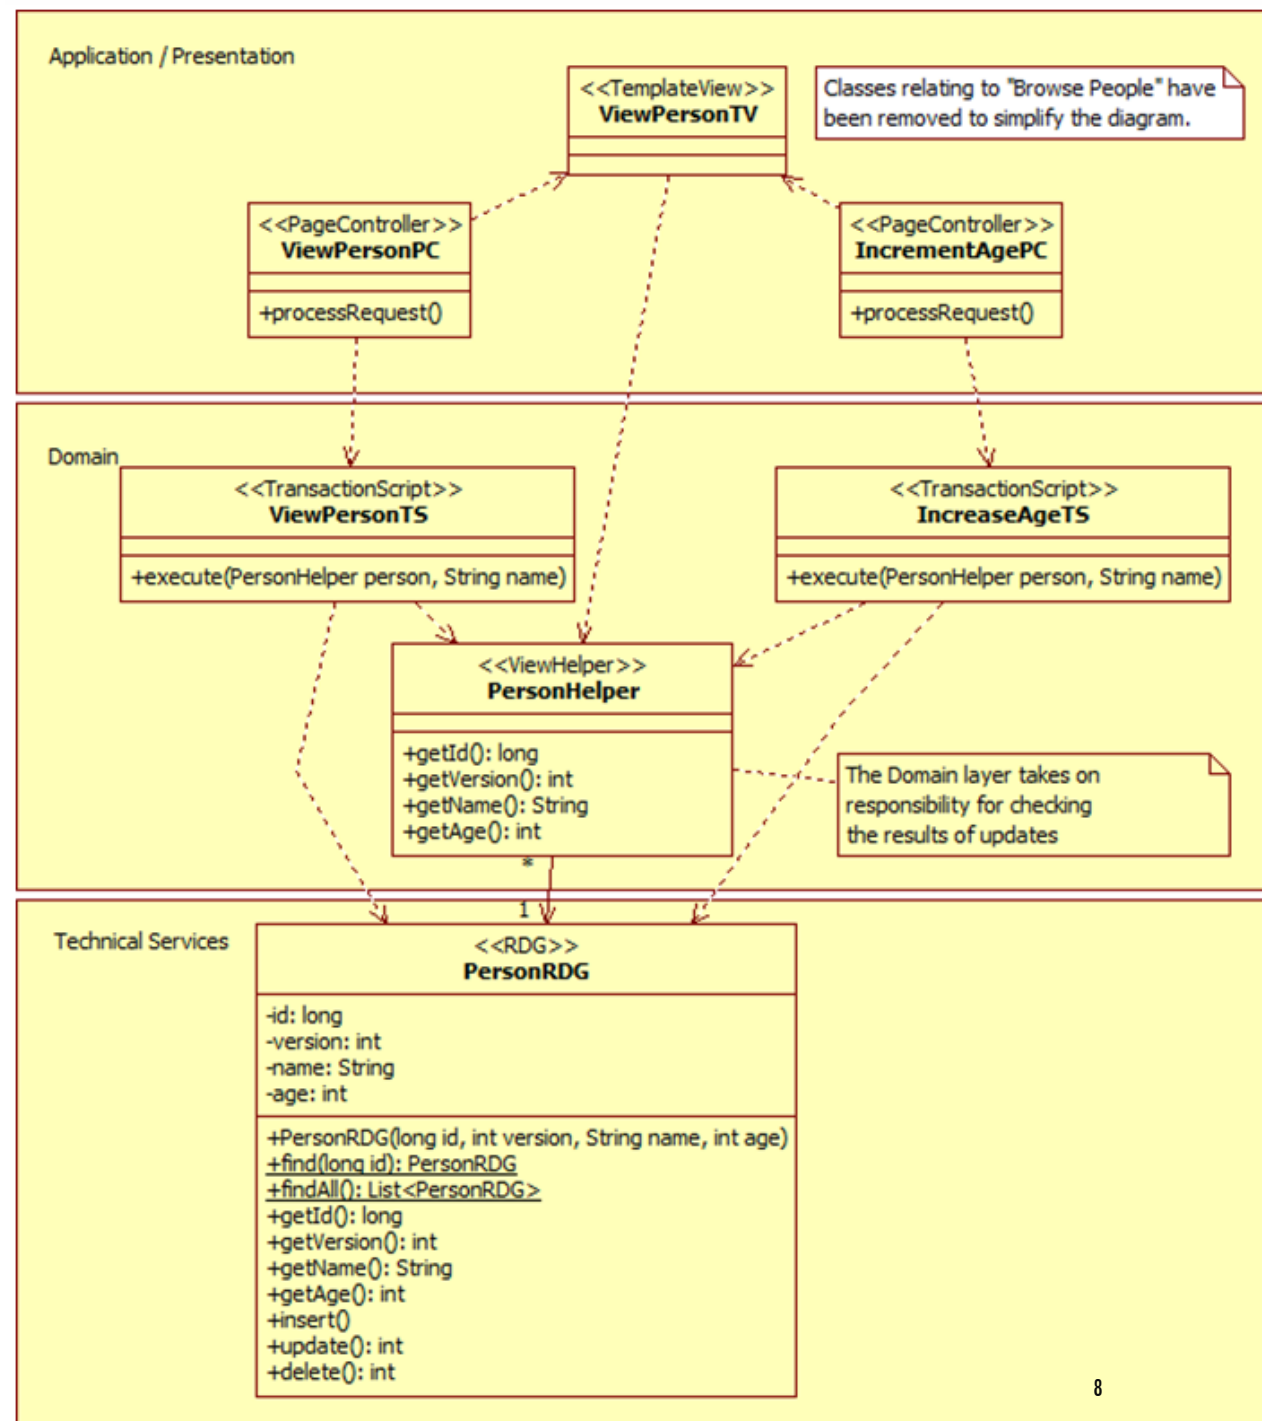 Application / Presentation
<<TemplateView>>
ViewPersonTV
Classes relating to "Browse People" have
been removed to simplify the diagram.
<<PageController>>
ViewPersonPC
+processRequest()
<<PageController>>
IncrementAgePC
+processRequest()
Domain
<<TransactionScript>>
ViewPersonTS
+execute(PersonHelper person, String name)
<<TransactionScript>>
IncreaseAgeTS
+execute(PersonHelper person, String name)
<<ViewHelper>>
PersonHelper
+getId(): long
+getVersion(): int
+getName(): String
+getAge(): int
The Domain layer takes on
responsibility for checking
the results of updates
*
1
Technical Services
<<RDG>>
PersonRDG
-id: long
-version: int
-name: String
-age: int
+PersonRDG(long id, int version, String name, int age)
+find(long id): PersonRDG
+findAll(): List<PersonRDG>
+getId(): long
+getVersion(): int
+getName(): String
+getAge(): int
+insert()
+update(): int
+delete(): int
8